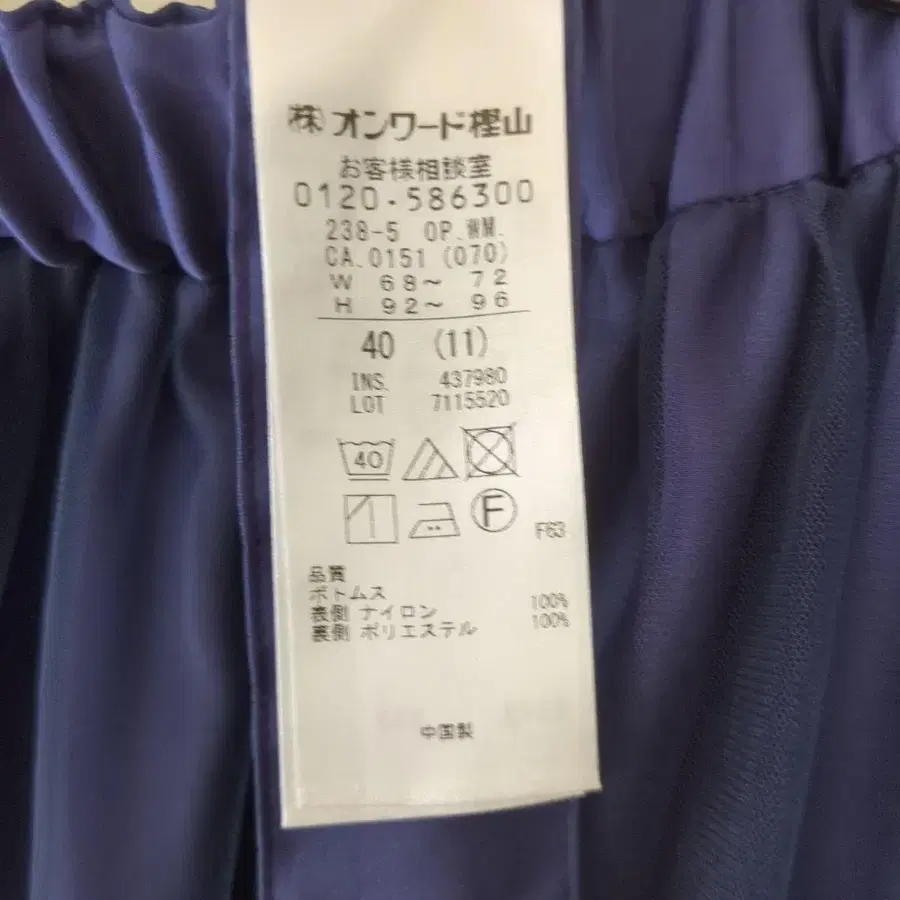 ㈱オンワード樫山
お客様相談室
0120-586300
238-5 OP.WM.
CA.0151 (070)
W 68～ 72
H 92～ 96
40 (11)
INS. 437980
LOT 7115520
40
F
F63
品質
ボトムス
表側 ナイロン 100%
裏側 ポリエステル 100%
中国製